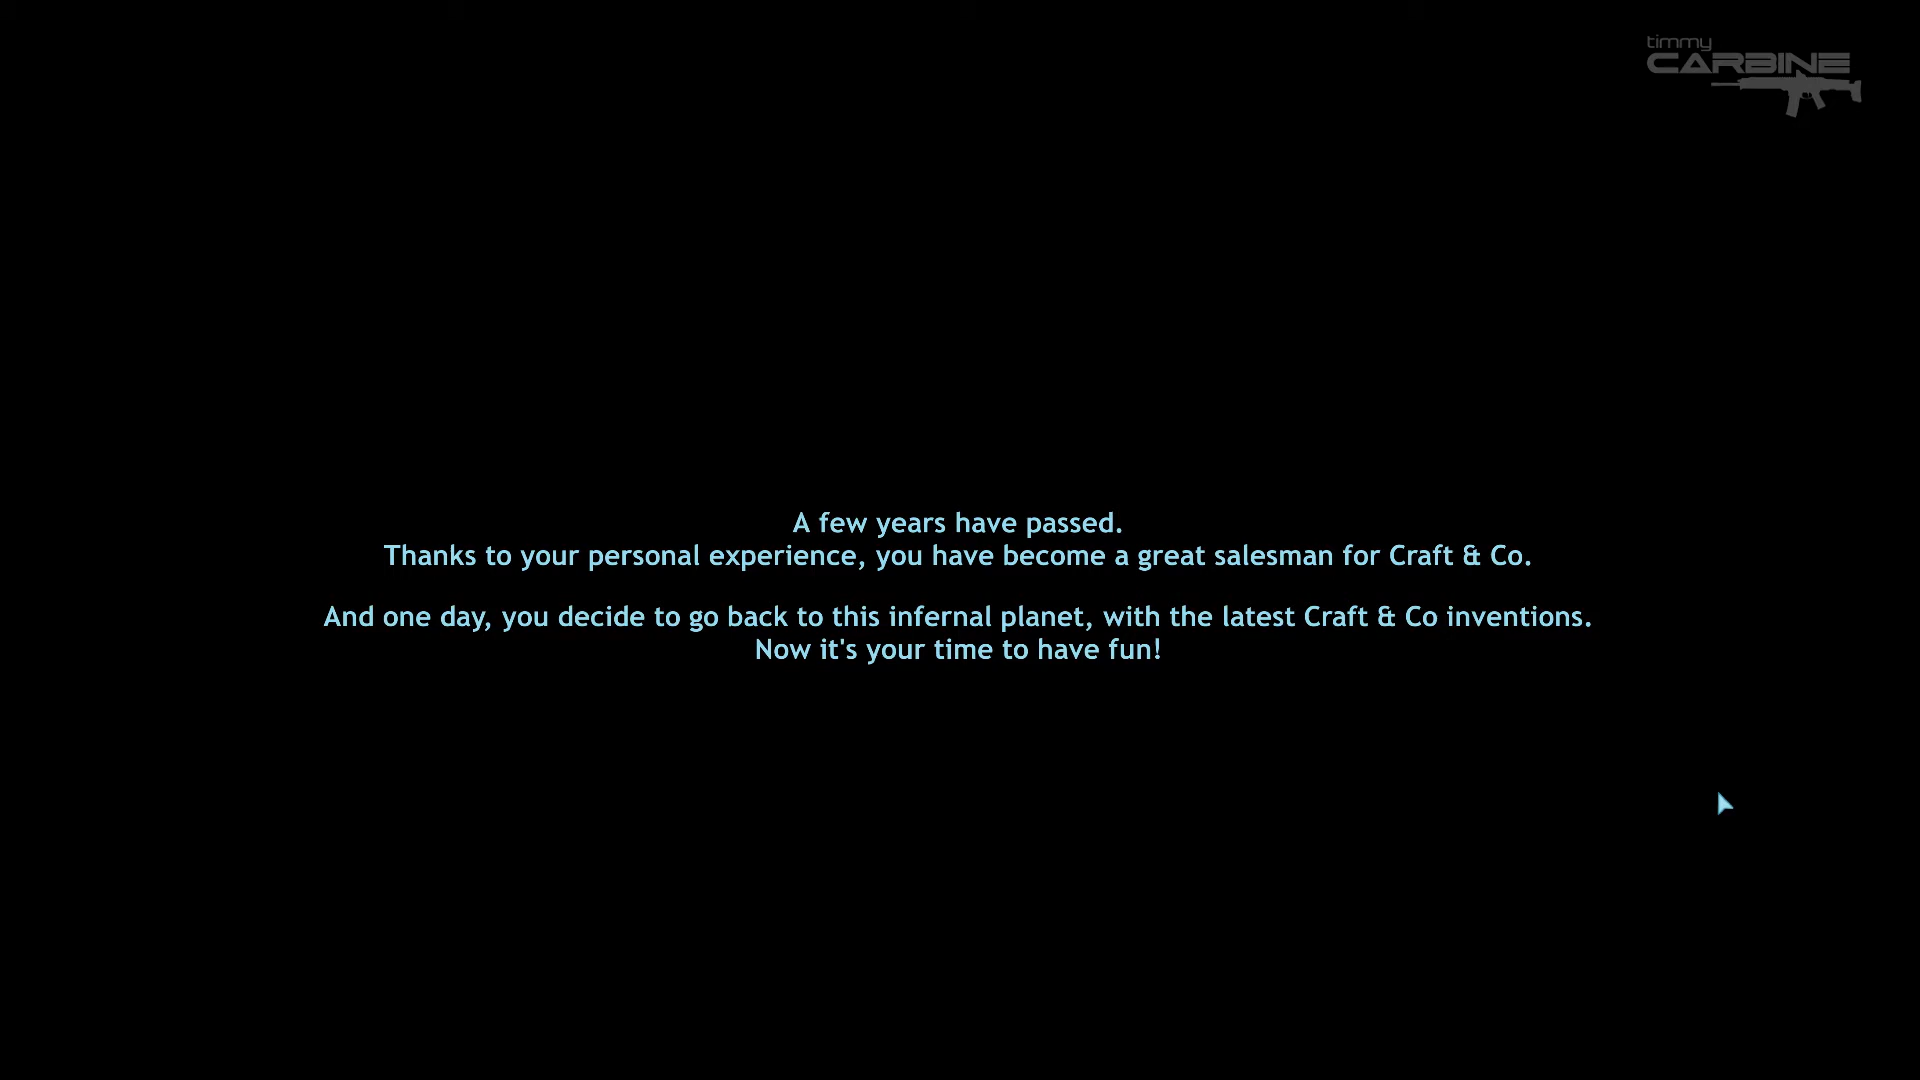 timmy
CARBINE
A few years have passed.
Thanks to your personal experience, you have become a great salesman for Craft & Co.
And one day, you decide to go back to this infernal planet, with the latest Craft & Co inventions.
Now it's your time to have fun!